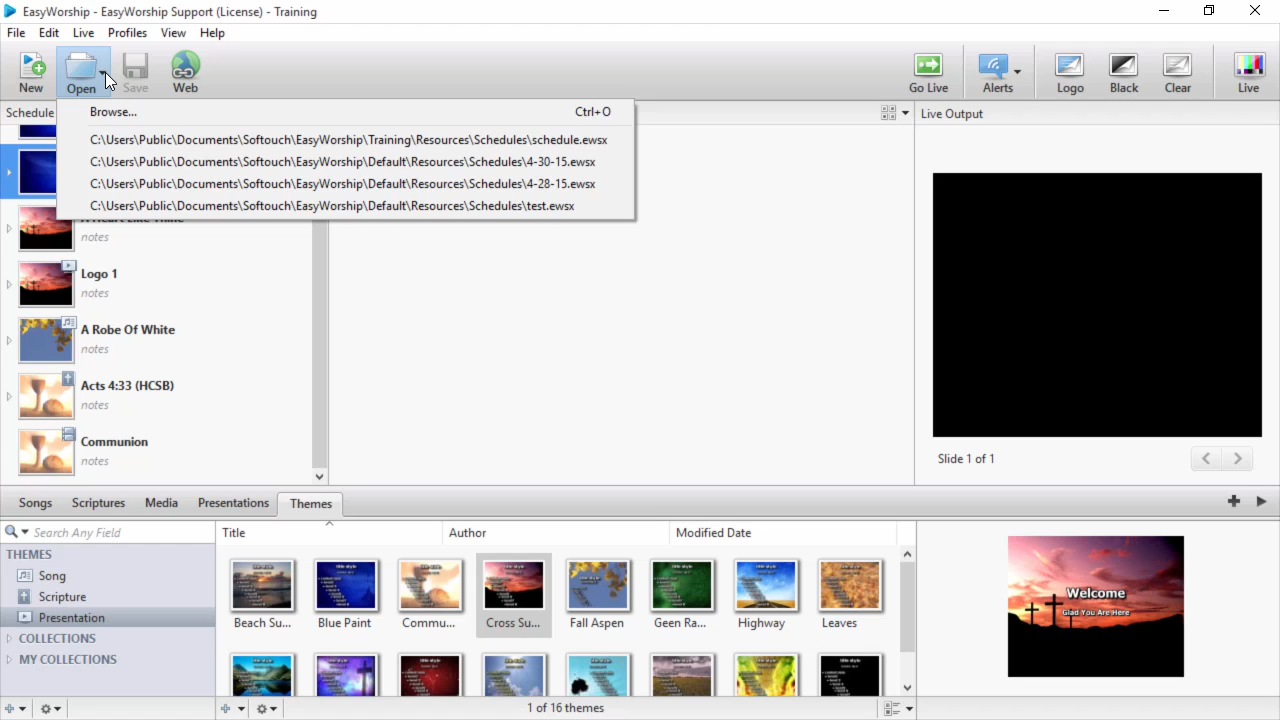 EasyWorship - EasyWorship Support (License) - Training
File Edit Live Profiles View Help
New Open Save Web Go Live Alerts Logo Black Clear Live
Schedule
Live Output
Browse... Ctrl+O
C:\Users\Public\Documents\Softouch\EasyWorship\Training\Resources\Schedules\schedule.ewsx
C:\Users\Public\Documents\Softouch\EasyWorship\Default\Resources\Schedules\4-30-15.ewsx
C:\Users\Public\Documents\Softouch\EasyWorship\Default\Resources\Schedules\4-28-15.ewsx
C:\Users\Public\Documents\Softouch\EasyWorship\Default\Resources\Schedules\test.ewsx
notes
Logo 1
notes
A Robe Of White
notes
Acts 4:33 (HCSB)
notes
Communion
notes
Slide 1 of 1
Songs Scriptures Media Presentations Themes
Search Any Field
Title Author Modified Date
THEMES
Song
Scripture
Presentation
COLLECTIONS
MY COLLECTIONS
Beach Su... Blue Paint Commu... Cross Su... Fall Aspen Geen Ra... Highway Leaves
Welcome
Glad You Are Here
1 of 16 themes